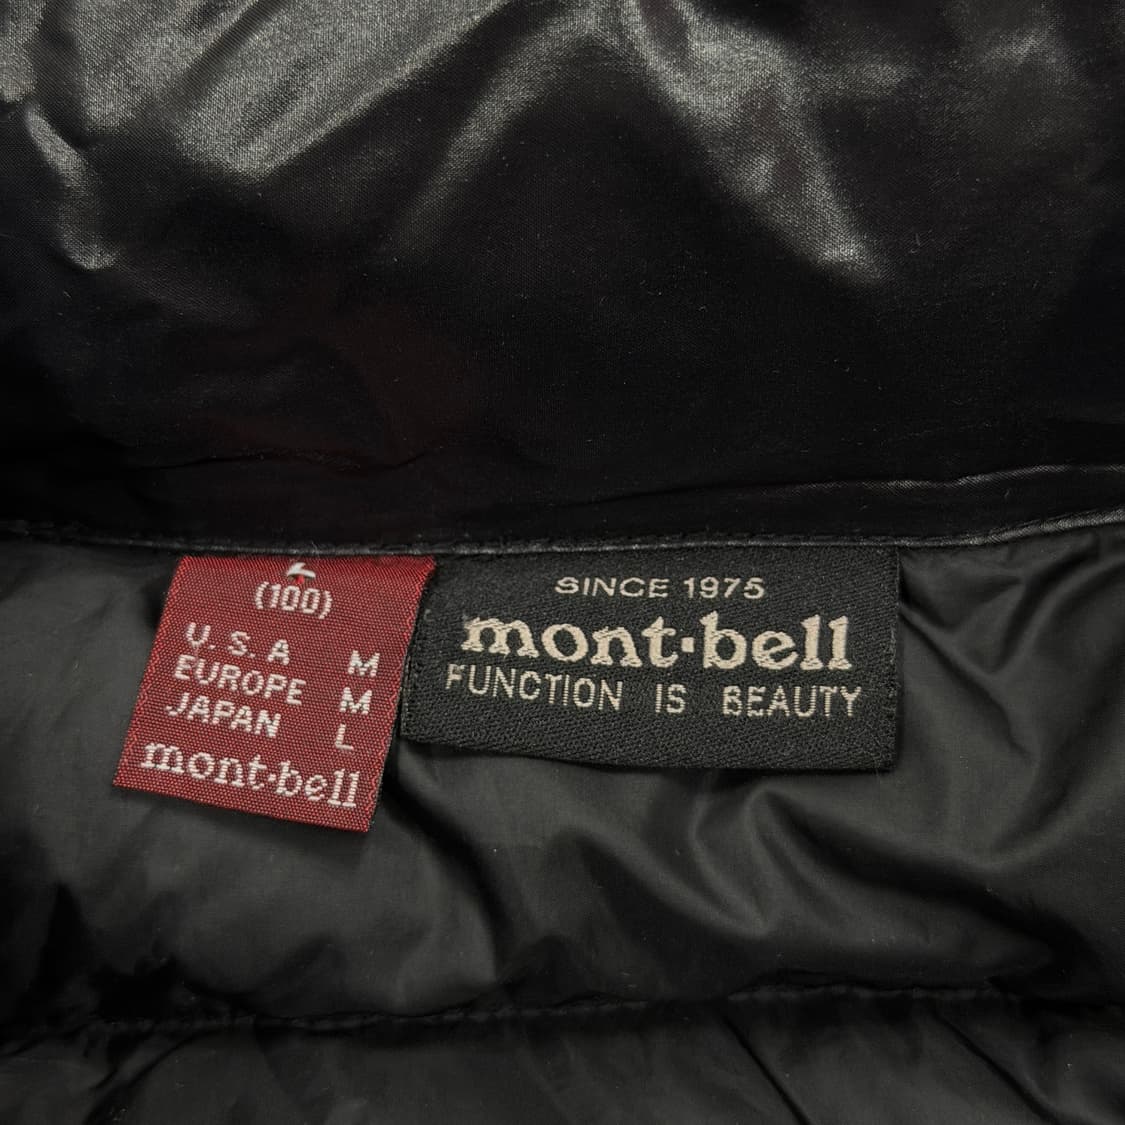 (100)
U.S.A M
EUROPE M
JAPAN L
mont-bell
SINCE 1975
mont-bell
FUNCTION IS BEAUTY